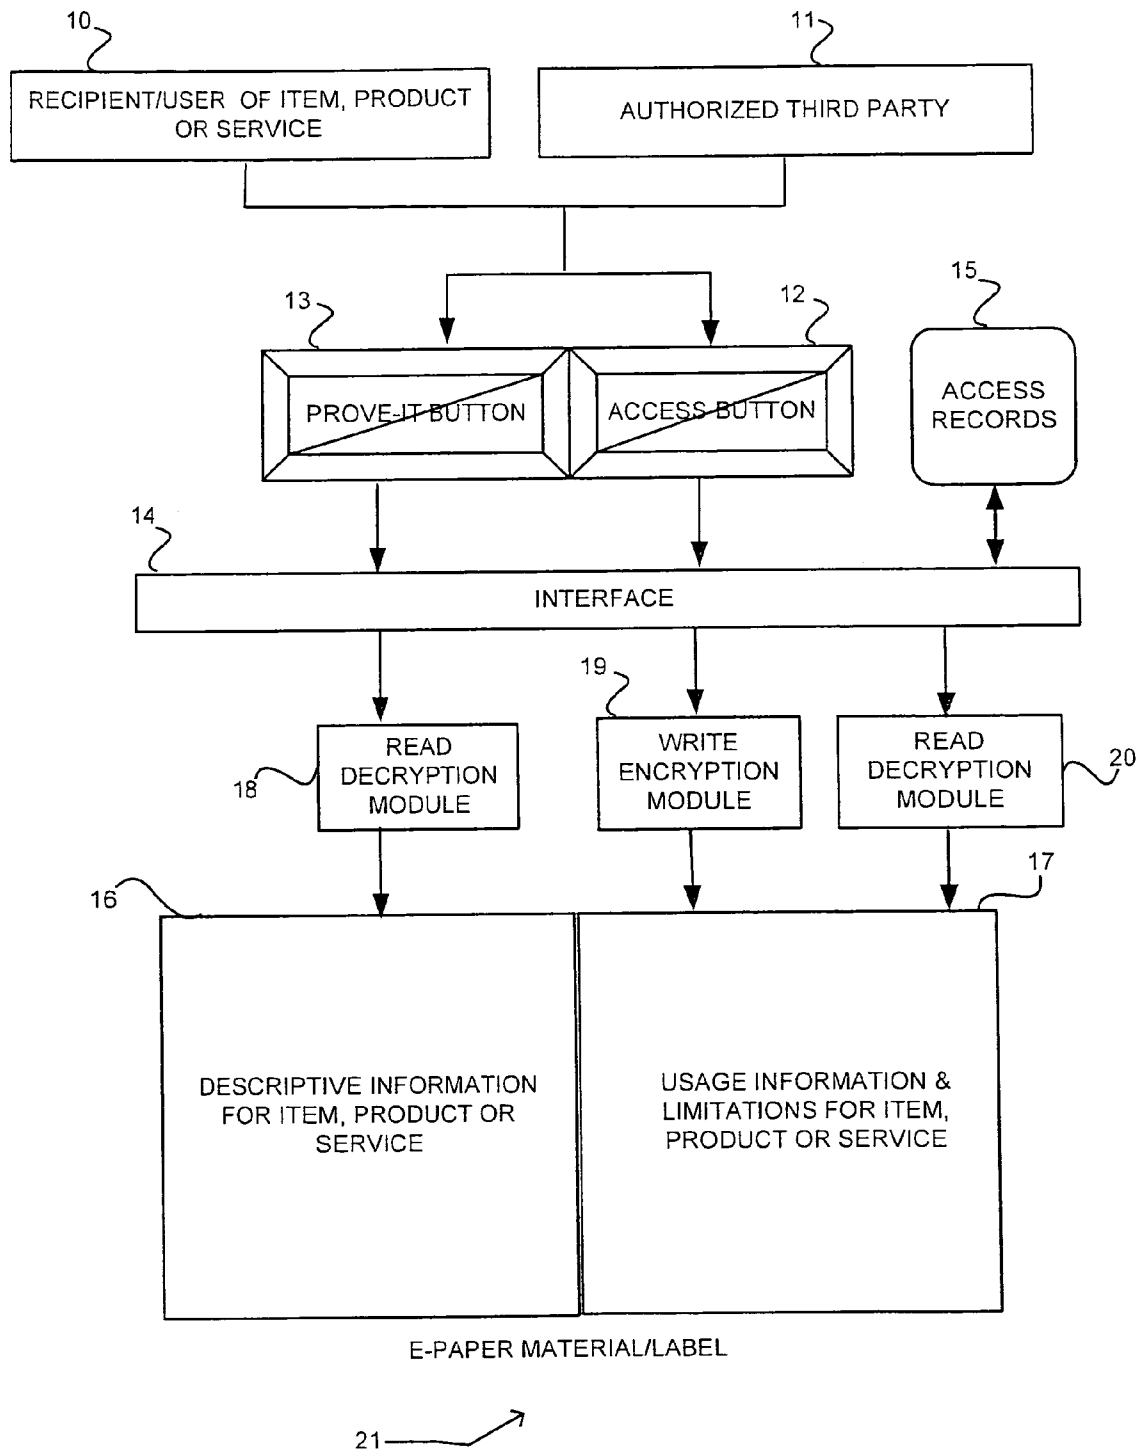 10
11
RECIPIENT/USER OF ITEM, PRODUCT
OR SERVICE
AUTHORIZED THIRD PARTY
13
12
15
PROVE-IT BUTTON
ACCESS BUTTON
ACCESS
RECORDS
14
INTERFACE
19
READ
DECRYPTION
MODULE
18
WRITE
ENCRYPTION
MODULE
READ
DECRYPTION
MODULE
20
16
17
DESCRIPTIVE INFORMATION
FOR ITEM, PRODUCT OR
SERVICE
USAGE INFORMATION &
LIMITATIONS FOR ITEM,
PRODUCT OR SERVICE
E-PAPER MATERIAL/LABEL
21